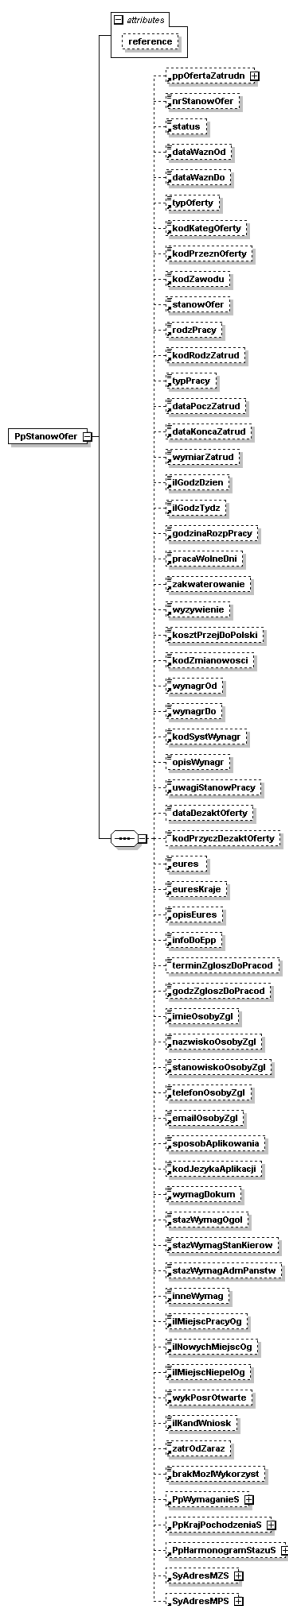 attributes
reference
ppOfertaZatrudn
nrStanowOfer
status
dataWaznOd
dataWaznDo
typOferty
kodKategOferty
kodPrzeznOferty
kodZawodu
stanowOfer
rodzPracy
kodRodzZatrud
typPracy
dataPoczZatrud
dataKoncaZatrud
PpStanowOfer
wymiarZatrud
ilGodzDzien
ilGodzTydz
godzinaRozpPracy
pracaWolneDni
zakwaterowanie
wyzywienie
kosztPrzejDoPolski
kodZmianowosci
wynagrOd
wynagrDo
kodSystWynagr
opisWynagr
uwagiStanowPracy
dataDezaktOferty
kodPrzyczDezaktOferty
eures
euresKraje
opisEures
infoDoEpp
terminZgloszDoPracod
godzZgloszDoPracod
imieOsobyZgl
nazwiskoOsobyZgl
stanowiskoOsobyZgl
telefonOsobyZgl
emailOsobyZgl
sposobAplikowania
kodJezykaAplikacji
wymagDokum
stazWymagOgol
stazWymagStanKierow
stazWymagAdmPanstw
inneWymag
ilMiejscPracyOg
ilNowychMiejscOg
ilMiejscNiepelOg
wykPosrOtwarte
ilKandWniosk
zatrOdZaraz
brakMozlWykorzyst
PpWymaganieS
PpKrajPochodzeniaS
PpHarmonogramStazuS
SyAdresMZS
SyAdresMPS